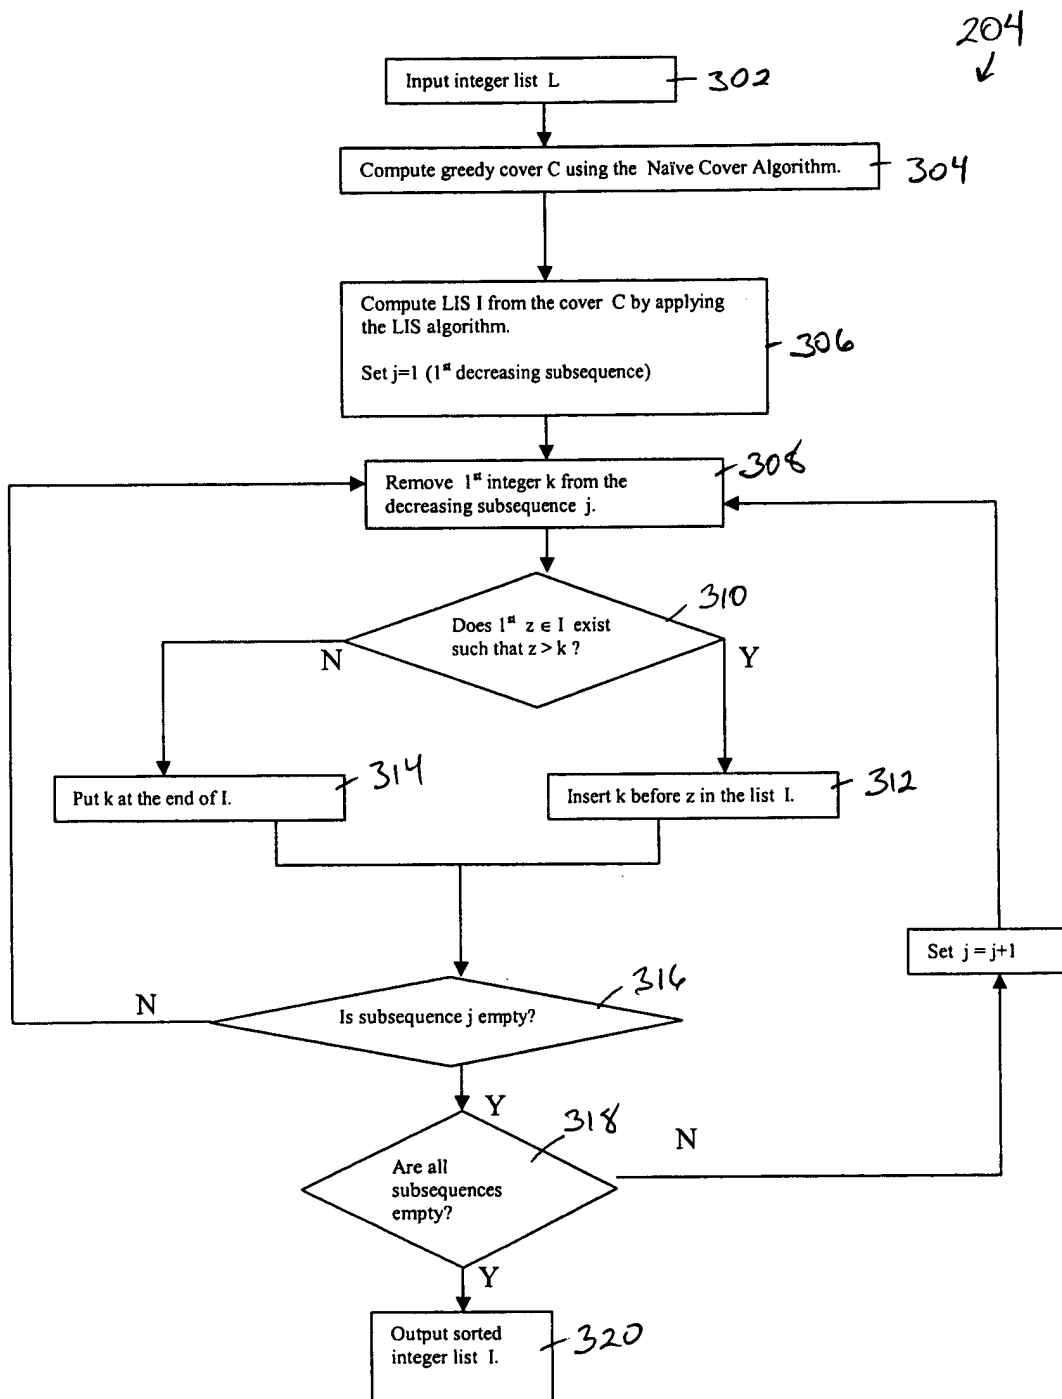 204
Input integer list L
302
Compute greedy cover C using the Naïve Cover Algorithm.
304
Compute LIS I from the cover C by applying
the LIS algorithm.
Set j=1 (1st decreasing subsequence)
306
Remove 1st integer k from the
decreasing subsequence j.
308
Does 1st z ∈ I exist
such that z > k ?
310
N
Y
Put k at the end of I.
314
Insert k before z in the list I.
312
Set j = j+1
Is subsequence j empty?
316
N
Y
Are all
subsequences
empty?
318
N
Y
Output sorted
integer list I.
320